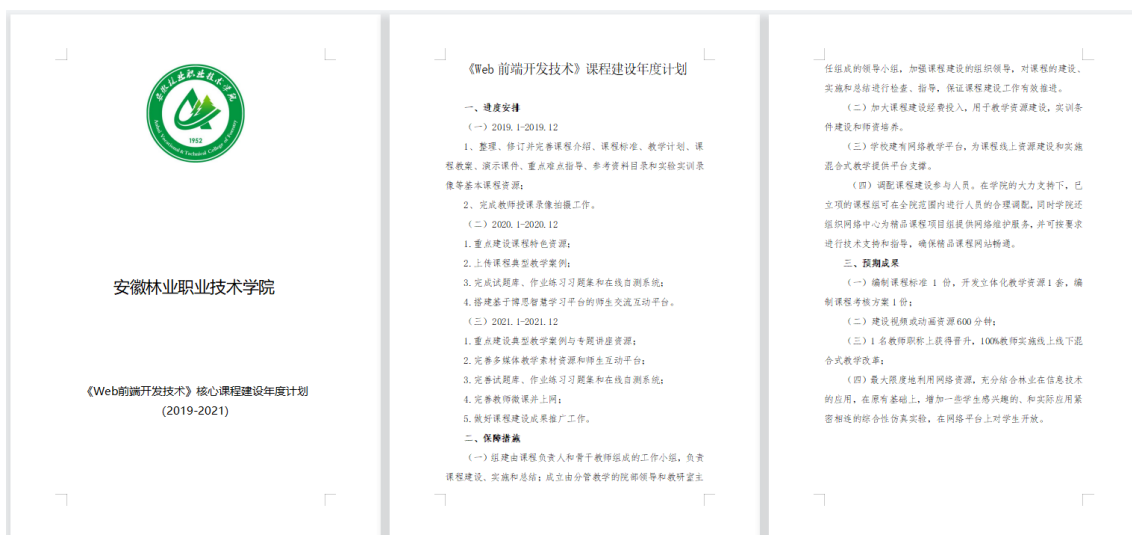 安徽林业职业技术学院
Anhui Vocational & Technical College of Forestry
1952
安徽林业职业技术学院
《Web前端开发技术》核心课程建设年度计划
(2019-2021)
《Web 前端开发技术》课程建设年度计划
一、进度安排
(一)2019.1-2019.12
1、整理、修订并完善课程介绍、课程标准、教学计划、课
程教案、演示课件、重点难点指导、参考资料目录和实验实训录
像等基本课程资源;
2、完成教师授课录像拍摄工作。
(二)2020.1-2020.12
1.重点建设课程特色资源;
2.上传课程典型教学案例;
3.完成试题库、作业练习习题集和在线自测系统;
4.搭建基于博思智慧学习平台的师生交流互动平台。
(三)2021.1-2021.12
1.重点建设典型教学案例与专题讲座资源;
2.完善多媒体教学素材资源和师生互动平台;
3.完善试题库、作业练习习题集和在线自测系统;
4.完善教师微课并上网;
5.做好课程建设成果推广工作。
二、保障措施
(一)组建由课程负责人和骨干教师组成的工作小组,负责
课程建设、实施和总结;成立由分管教学的院部领导和教研室主
任组成的领导小组,加强课程建设的组织领导,对课程的建设、
实施和总结进行检查、指导,保证课程建设工作有效推进。
(二)加大课程建设经费投入,用于教学资源建设,实训条
件建设和师资培养。
(三)学校建有网络教学平台,为课程线上资源建设和实施
混合式教学提供平台支撑。
(四)调配课程建设参与人员。在学院的大力支持下,已
立项的课程组可在全院范围内进行人员的合理调配,同时学院还
组织网络中心为精品课程项目组提供网络维护服务,并可按要求
进行技术支持和指导,确保精品课程网站畅通。
三、预期成果
(一)编制课程标准 1 份,开发立体化教学资源1套,编
制课程考核方案1份;
(二)建设视频或动画资源600分钟;
(三)1名教师职称上获得晋升,100%教师实施线上线下混
合式教学改革;
(四)最大限度地利用网络资源,充分结合林业在信息技术
的应用,在原有基础上,增加一些学生感兴趣的、和实际应用紧
密相连的综合性仿真实验,在网络平台上对学生开放。